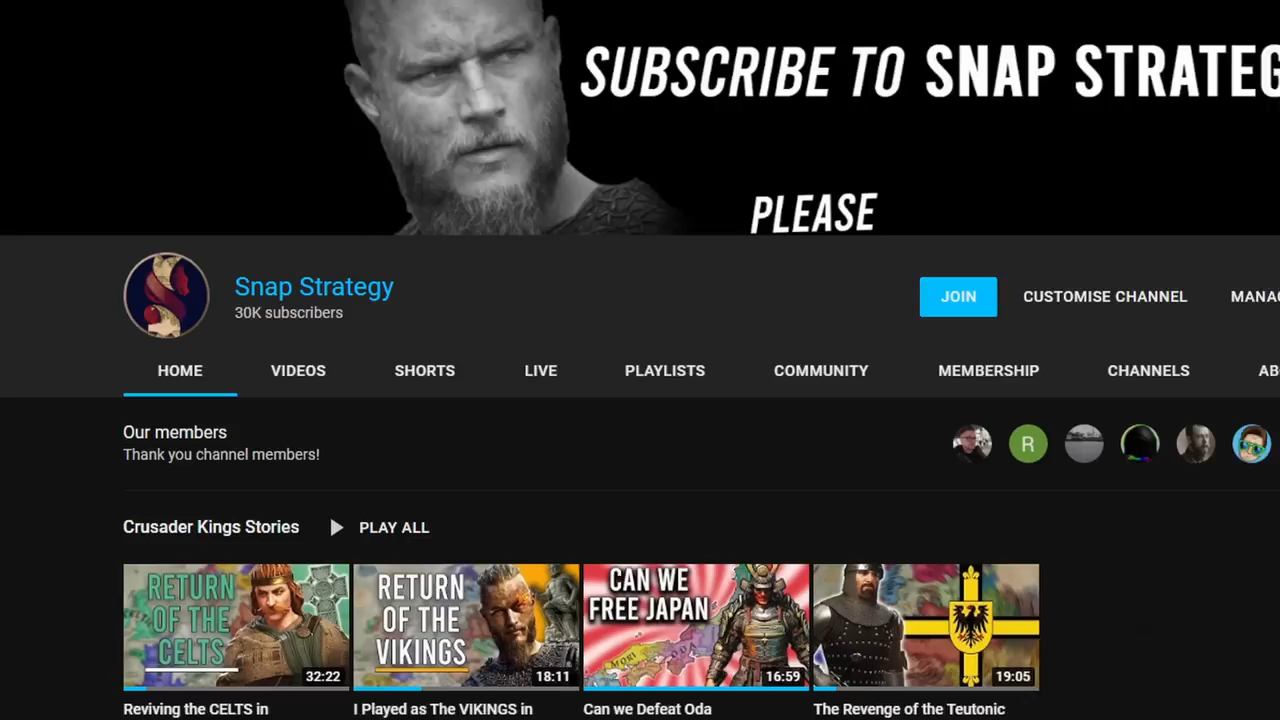 SUBSCRIBE TO SNAP STRATEG
PLEASE
Snap Strategy
30K subscribers
JOIN
CUSTOMISE CHANNEL
MANA
HOME
VIDEOS
SHORTS
LIVE
PLAYLISTS
COMMUNITY
MEMBERSHIP
CHANNELS
AB
Our members
Thank you channel members!
R
Crusader Kings Stories
PLAY ALL
RETURN
OF THE
CELTS
32:22
RETURN
OF THE
VIKINGS
18:11
CAN WE
FREE JAPAN
MORI
ODA
16:59
19:05
Reviving the CELTS in
I Played as The VIKINGS in
Can we Defeat Oda
The Revenge of the Teutonic